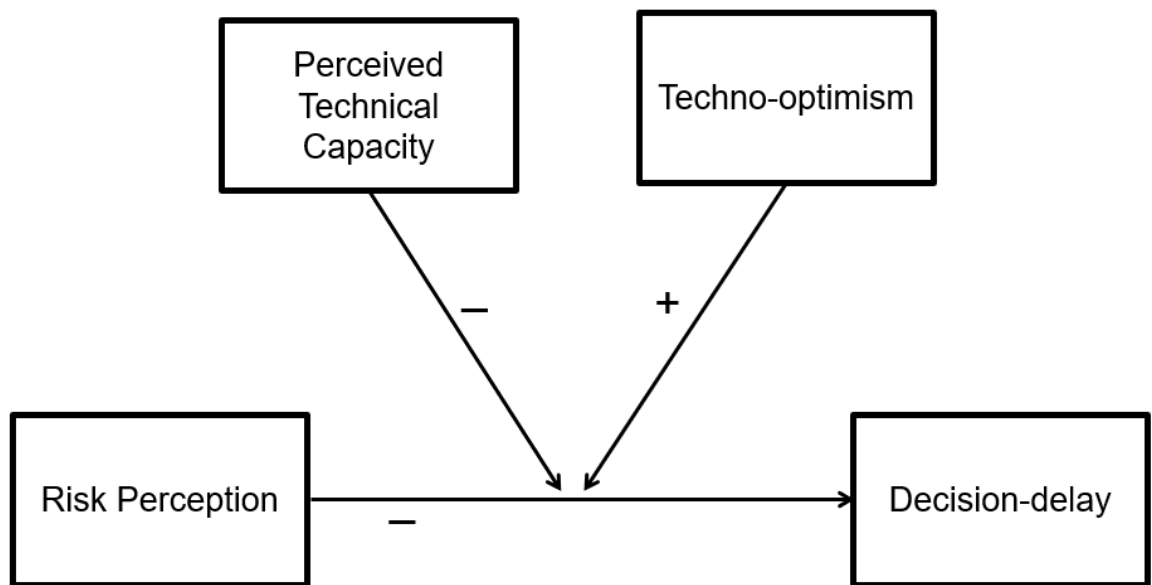 Perceived
Technical
Capacity
Techno-optimism
–
+
Risk Perception
–
Decision-delay